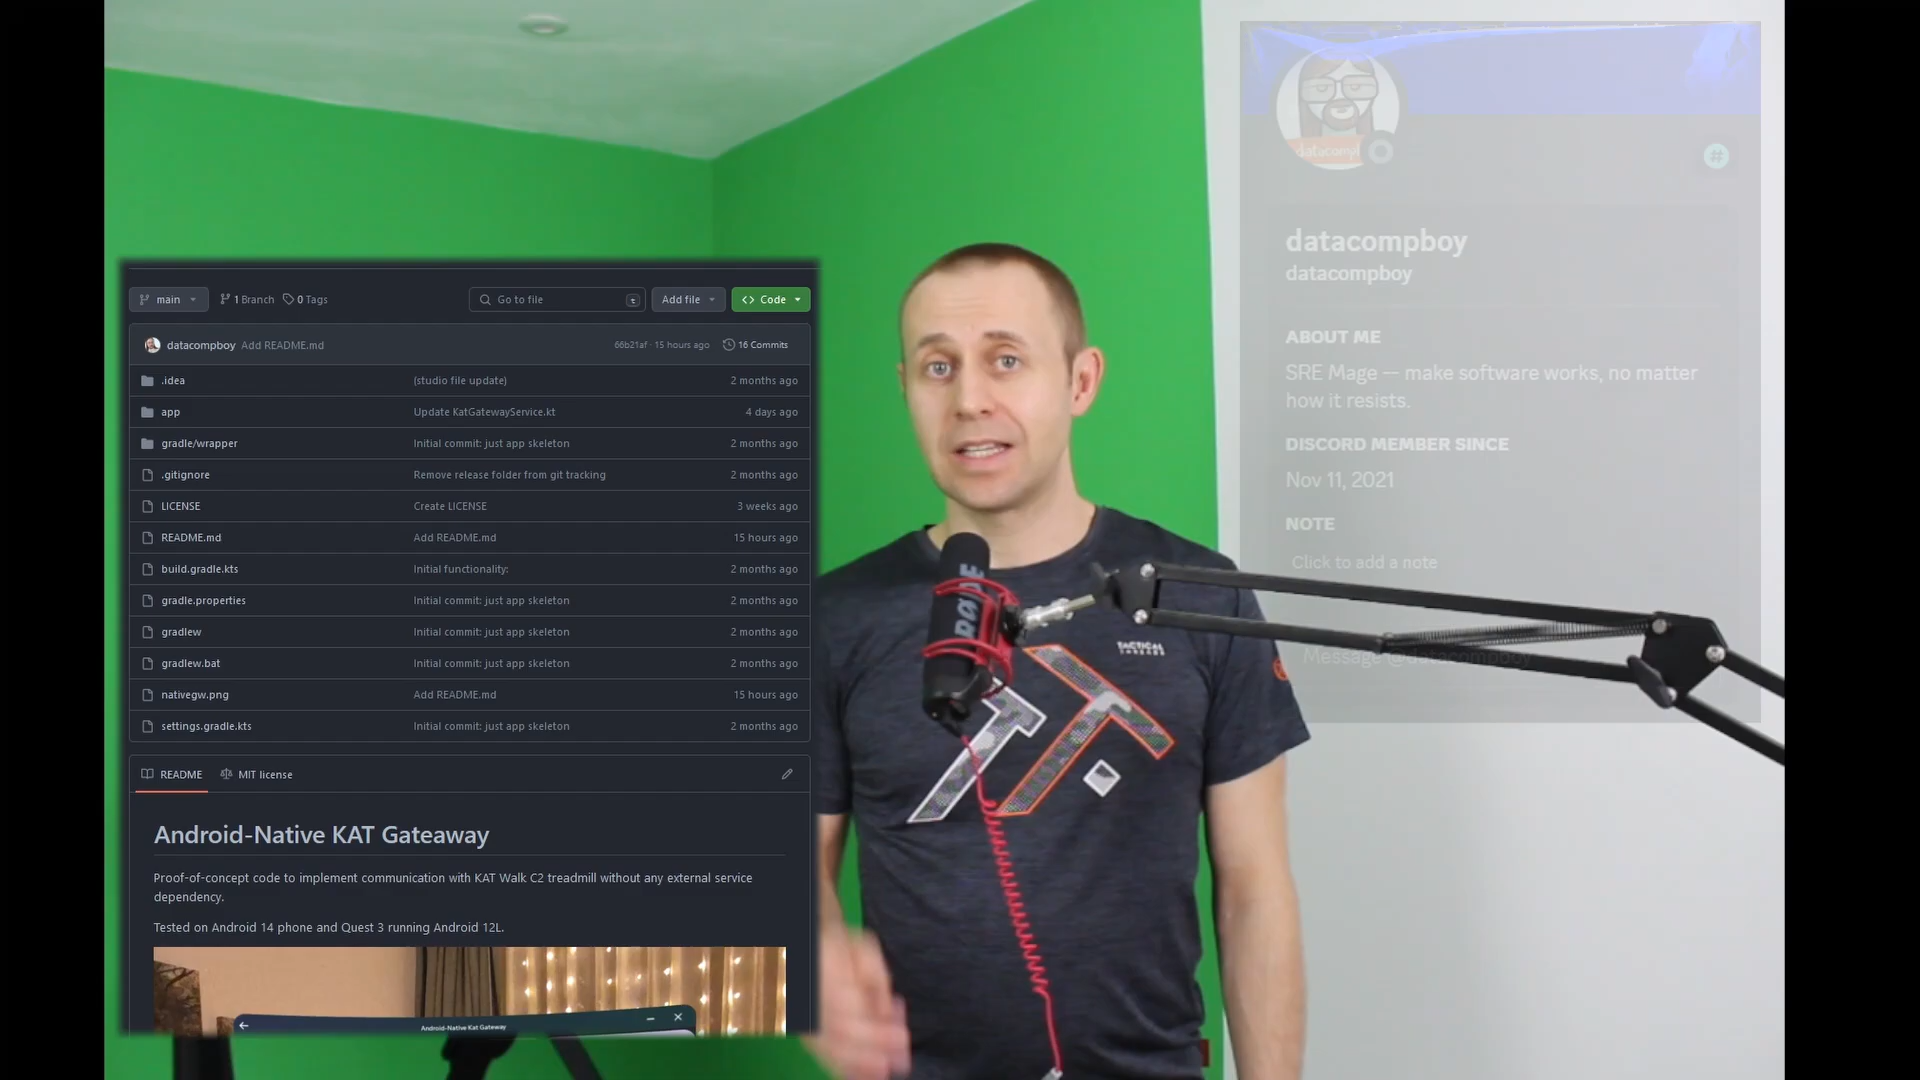 main
1 Branch
0 Tags
Go to file
t
Add file
Code
datacompboy Add README.md
66b21af · 15 hours ago
16 Commits
.idea
(studio file update)
2 months ago
app
Update KatGatewayService.kt
4 days ago
gradle/wrapper
Initial commit: just app skeleton
2 months ago
.gitignore
Remove release folder from git tracking
2 months ago
LICENSE
Create LICENSE
3 weeks ago
README.md
Add README.md
15 hours ago
build.gradle.kts
Initial functionality:
2 months ago
gradle.properties
Initial commit: just app skeleton
2 months ago
gradlew
Initial commit: just app skeleton
2 months ago
gradlew.bat
Initial commit: just app skeleton
2 months ago
nativegw.png
Add README.md
15 hours ago
settings.gradle.kts
Initial commit: just app skeleton
2 months ago
README
MIT license
Android-Native KAT Gateaway
Proof-of-concept code to implement communication with KAT Walk C2 treadmill without any external service
dependency.
Tested on Android 14 phone and Quest 3 running Android 12L.
Android-Native Kat Gateway
RØDE
TACTICAL
THREADS
datacompl
#
datacompboy
datacompboy
ABOUT ME
SRE Mage -- make software works, no matter
how it resists.
DISCORD MEMBER SINCE
Nov 11, 2021
NOTE
Click to add a note
Message @datacompboy